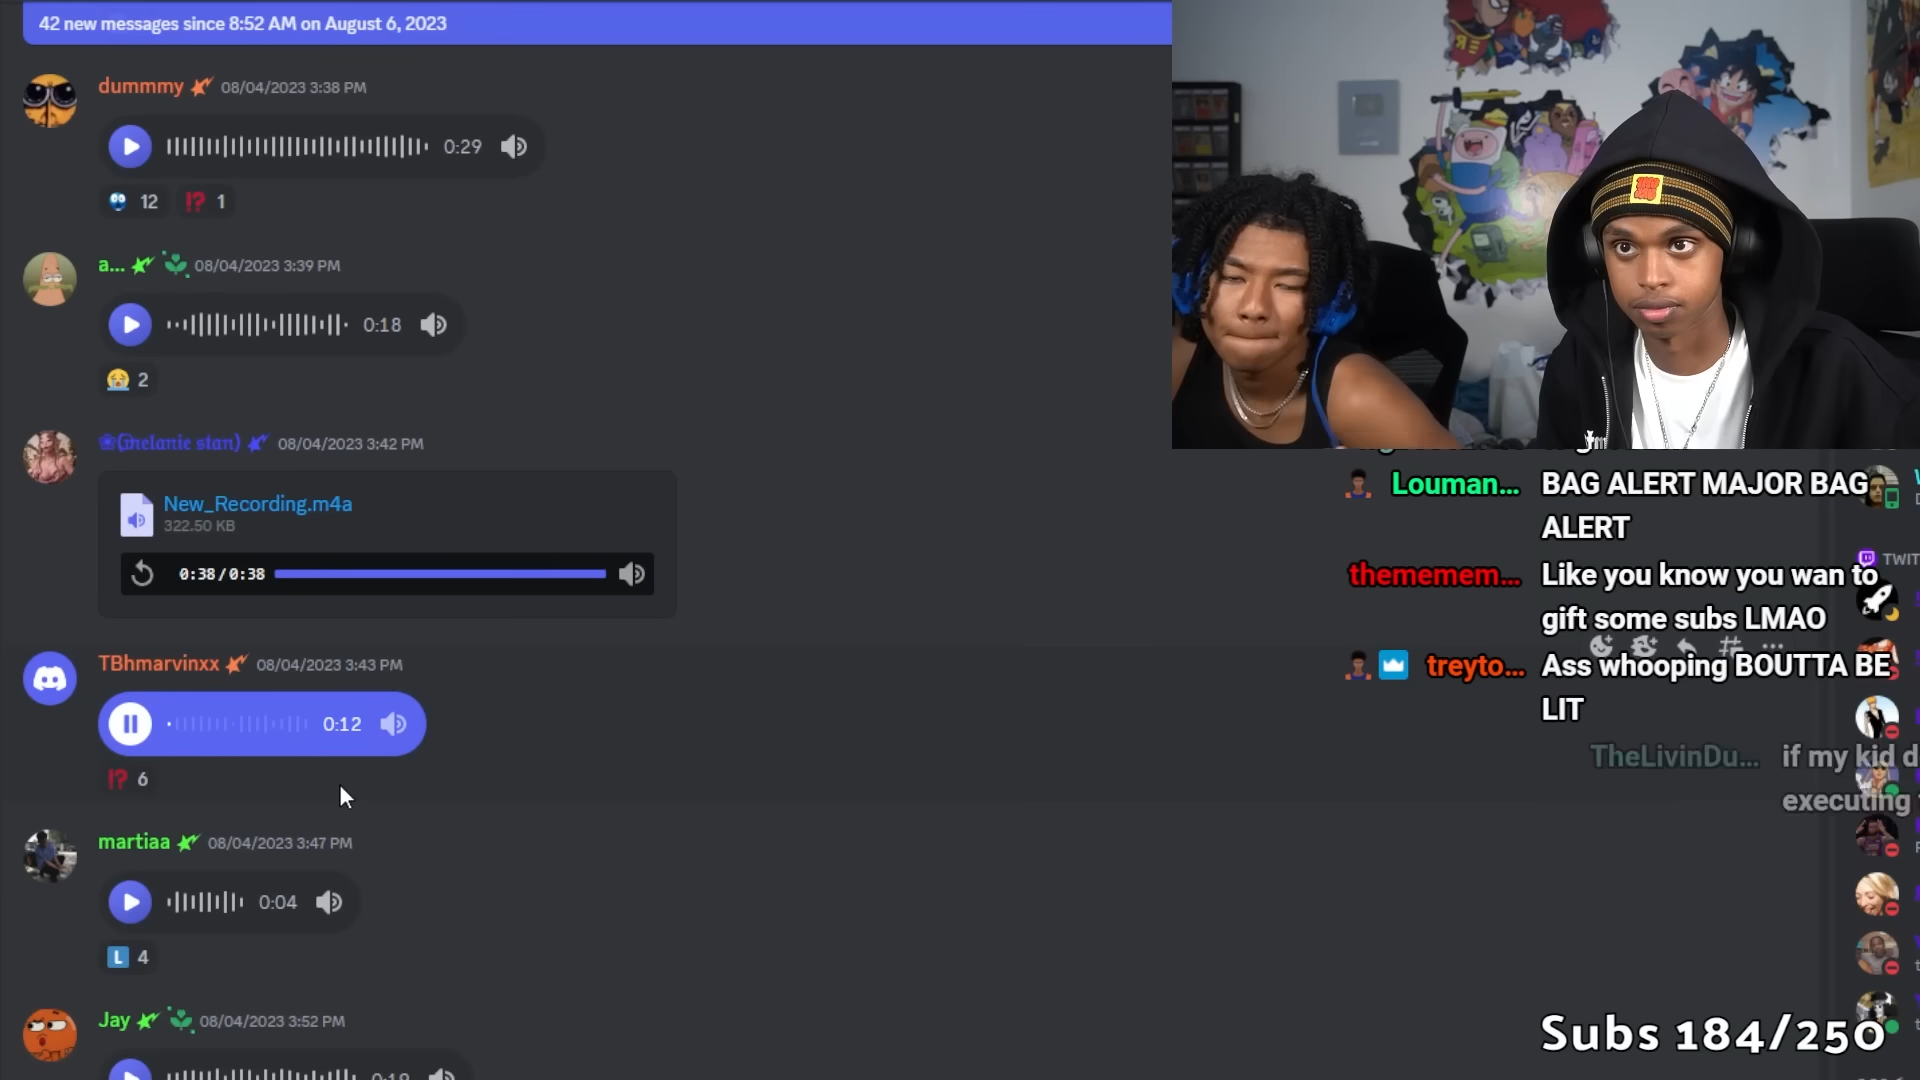 42 new messages since 8:52 AM on August 6, 2023
dummmy 08/04/2023 3:38 PM
0:29
12 !? 1
a... 08/04/2023 3:39 PM
0:18
2
❀(melanie stan) 08/04/2023 3:42 PM
New_Recording.m4a
322.50 KB
0:38/0:38
TBhmarvinxx 08/04/2023 3:43 PM
0:12
!? 6
martiaa 08/04/2023 3:47 PM
0:04
L 4
Jay 08/04/2023 3:52 PM
Louman... BAG ALERT MAJOR BAG
ALERT
TWIT
thememem... Like you know you wan to
gift some subs LMAO
treyto... Ass whooping BOUTTA BE
LIT
TheLivinDu... if my kid d
executing
Subs 184/250